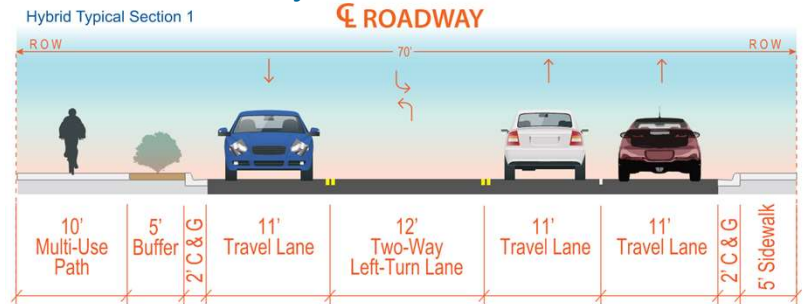 Hybrid Typical Section 1
℄ ROADWAY
ROW
70'
ROW
10'
Multi-Use
Path
5'
Buffer
2' C & G
11'
Travel Lane
12'
Two-Way
Left-Turn Lane
11'
Travel Lane
11'
Travel Lane
2' C & G
5' Sidewalk